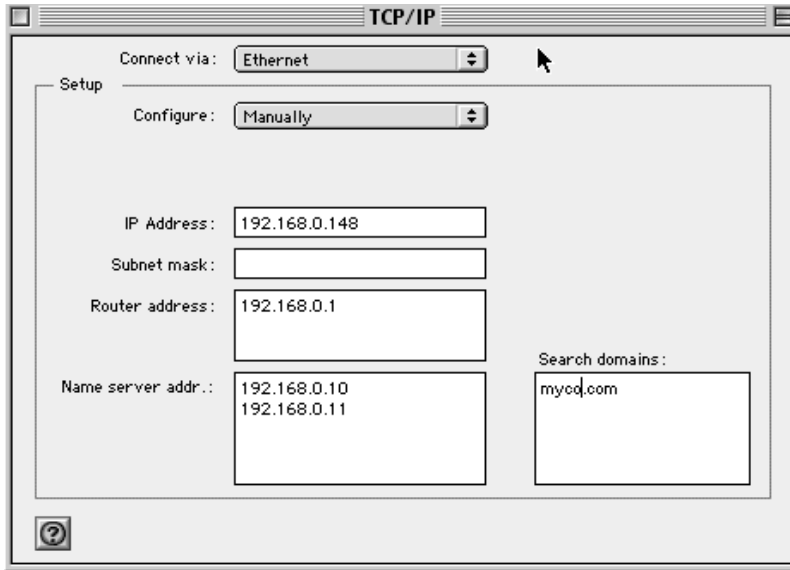 TCP/IP
Connect via: Ethernet
Setup
Configure: Manually
IP Address: 192.168.0.148
Subnet mask:
Router address: 192.168.0.1
Search domains:
Name server addr.: 192.168.0.10
myco.com
192.168.0.11
?